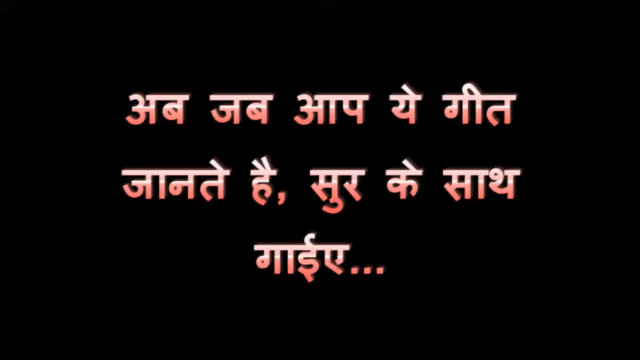 अब जब आप ये गीत
जानते है, सुर के साथ
गाईए...